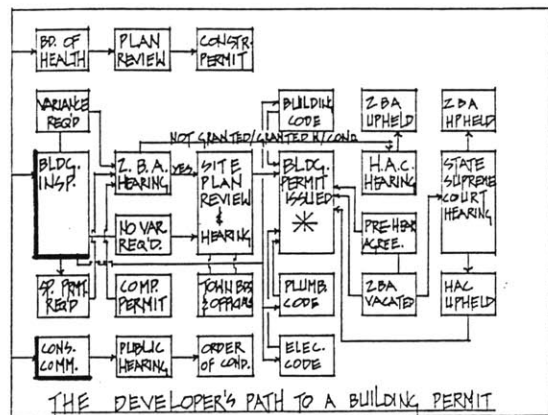 BD. OF
HEALTH
PLAN
REVIEW
CONSTR.
PERMIT
VARIANCE
REQ'D
BUILDING
CODE
ZBA
UPHELD
ZBA
UPHELD
NOT GRANTED/GRANTED W/COND.
BLDG.
INSP.
Z.B.A.
HEARING
YES
SITE
PLAN
REVIEW
&
HEARING
BLDG.
PERMIT
ISSUED
H.A.C.
HEARING
STATE
SUPREME
COURT
HEARING
NO VAR.
REQ'D.
PRE-HEAR
AGREE.
SP. PRMT.
REQ'D
COMP.
PERMIT
TOWN BDS
& OFFICIALS
PLUMB.
CODE
ZBA
VACATED
HAC
UPHELD
CONS.
COMM.
PUBLIC
HEARING
ORDER
OF COND.
ELEC.
CODE
THE DEVELOPER'S PATH TO A BUILDING PERMIT